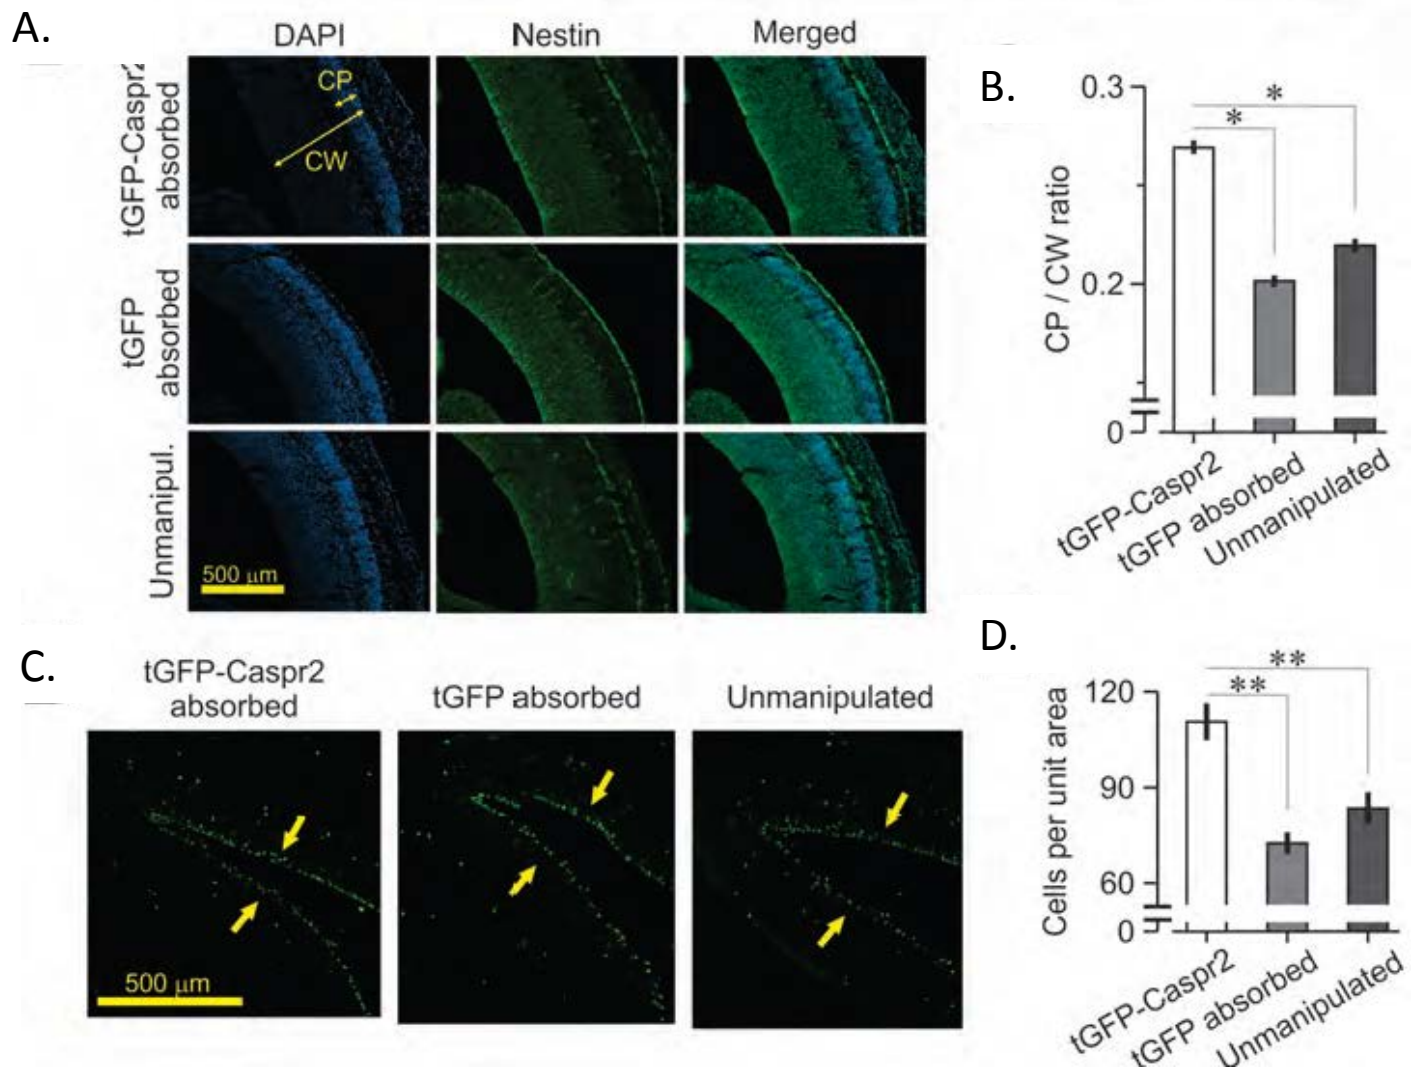 A.
DAPI
Nestin
Merged
tGFP-Caspr2
absorbed
CP
CW
tGFP
absorbed
Unmanipul.
500 μm
B.
0.3
0.2
0
CP / CW ratio
*
*
tGFP-Caspr2
tGFP absorbed
Unmanipulated
C.
tGFP-Caspr2
absorbed
tGFP absorbed
Unmanipulated
500 μm
D.
120
90
60
0
Cells per unit area
**
**
tGFP-Caspr2
tGFP absorbed
Unmanipulated